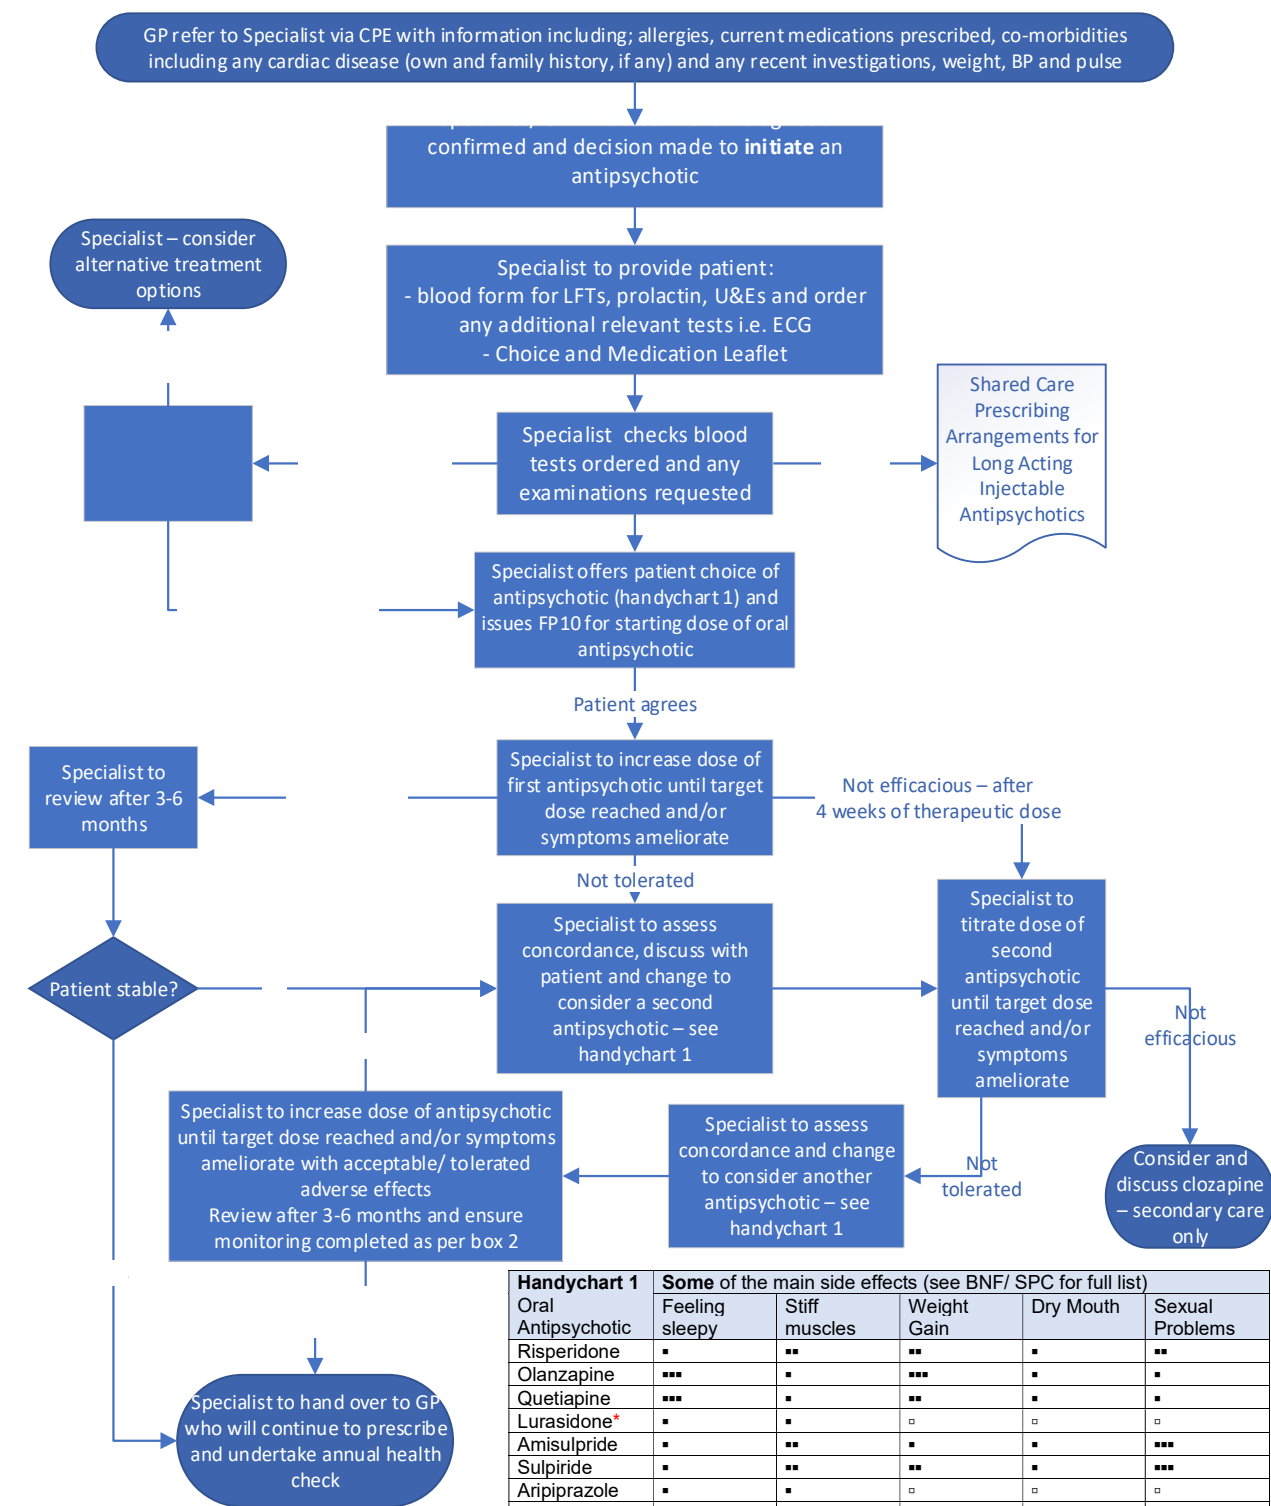 GP refer to Specialist via CPE with information including; allergies, current medications prescribed, co-morbidities
including any cardiac disease (own and family history, if any) and any recent investigations, weight, BP and pulse
confirmed and decision made to initiate an
antipsychotic
Specialist – consider
alternative treatment
options
Specialist to provide patient:
- blood form for LFTs, prolactin, U&Es and order
any additional relevant tests i.e. ECG
- Choice and Medication Leaflet
Specialist checks blood
tests ordered and any
examinations requested
Shared Care
Prescribing
Arrangements for
Long Acting
Injectable
Antipsychotics
Specialist offers patient choice of
antipsychotic (handychart 1) and
issues FP10 for starting dose of oral
antipsychotic
Patient agrees
Specialist to
review after 3-6
months
Specialist to increase dose of
first antipsychotic until target
dose reached and/or
symptoms ameliorate
Not efficacious – after
4 weeks of therapeutic dose
Not tolerated
Specialist to assess
concordance, discuss with
patient and change to
consider a second
antipsychotic – see
handychart 1
Specialist to
titrate dose of
second
antipsychotic
until target dose
reached and/or
symptoms
ameliorate
Patient stable?
Not
efficacious
Specialist to increase dose of antipsychotic
until target dose reached and/or symptoms
ameliorate with acceptable/ tolerated
adverse effects
Review after 3-6 months and ensure
monitoring completed as per box 2
Specialist to assess
concordance and change
to consider another
antipsychotic – see
handychart 1
Not
tolerated
Consider and
discuss clozapine
– secondary care
only
Specialist to hand over to GP
who will continue to prescribe
and undertake annual health
check
Handychart 1 Some of the main side effects (see BNF/ SPC for full list)
Oral Antipsychotic Feeling sleepy Stiff muscles Weight Gain Dry Mouth Sexual Problems
Risperidone ▪ ▪▪ ▪▪ ▪ ▪▪
Olanzapine ▪▪▪ ▪ ▪▪▪ ▪ ▪
Quetiapine ▪▪▪ ▪ ▪▪ ▪ ▪
Lurasidone* ▪ ▪ ▫ ▫ ▫
Amisulpride ▪ ▪▪ ▪ ▪ ▪▪▪
Sulpiride ▪ ▪▪ ▪▪ ▪ ▪▪▪
Aripiprazole ▪ ▪ ▫ ▫ ▫